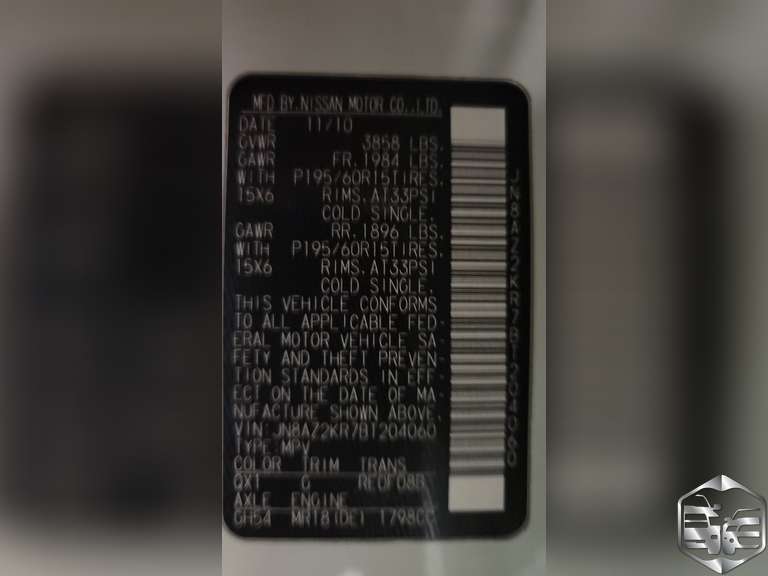 MFD BY.NISSAN MOTOR CO.,LTD.
DATE 11/10
GVWR 3858 LBS.
GAWR FR.1984 LBS.
WITH P195/60R15TIRES.
15X6 RIMS.AT33PSI
COLD SINGLE.
GAWR RR.1896 LBS.
WITH P195/60R15TIRES.
15X6 RIMS.AT33PSI
COLD SINGLE.
THIS VEHICLE CONFORMS
TO ALL APPLICABLE FED-
ERAL MOTOR VEHICLE SA-
FETY AND THEFT PREVEN-
TION STANDARDS IN EFF-
ECT ON THE DATE OF MA-
NUFACTURE SHOWN ABOVE.
VIN JN8AZ2KR7BT204060
TYPE MPV
COLOR TRIM TRANS
QX1 G RE0F08B
AXLE ENGINE
GH54 MR18(DE) 1798CC
JN8AZ2KR7BT204060